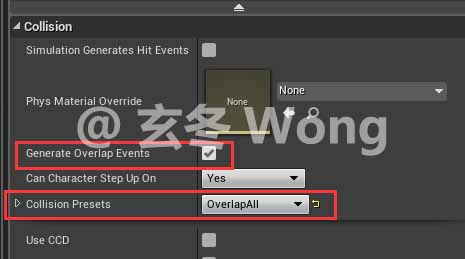 Collision
Simulation Generates Hit Events
Phys Material Override
None
None
@ 玄冬 Wong
Generate Overlap Events
Can Character Step Up On
Yes
Collision Presets
OverlapAll
Use CCD